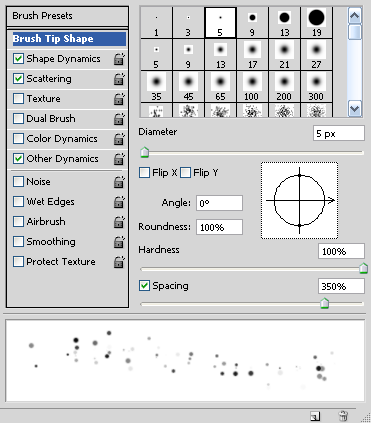 Brush Presets
Brush Tip Shape
Shape Dynamics
Scattering
Texture
Dual Brush
Color Dynamics
Other Dynamics
Noise
Wet Edges
Airbrush
Smoothing
Protect Texture
1 3 5 9 13 19
5 9 13 17 21 27
35 45 65 100 200 300
Diameter 5 px
Flip X Flip Y
Angle: 0°
Roundness: 100%
Hardness 100%
Spacing 350%